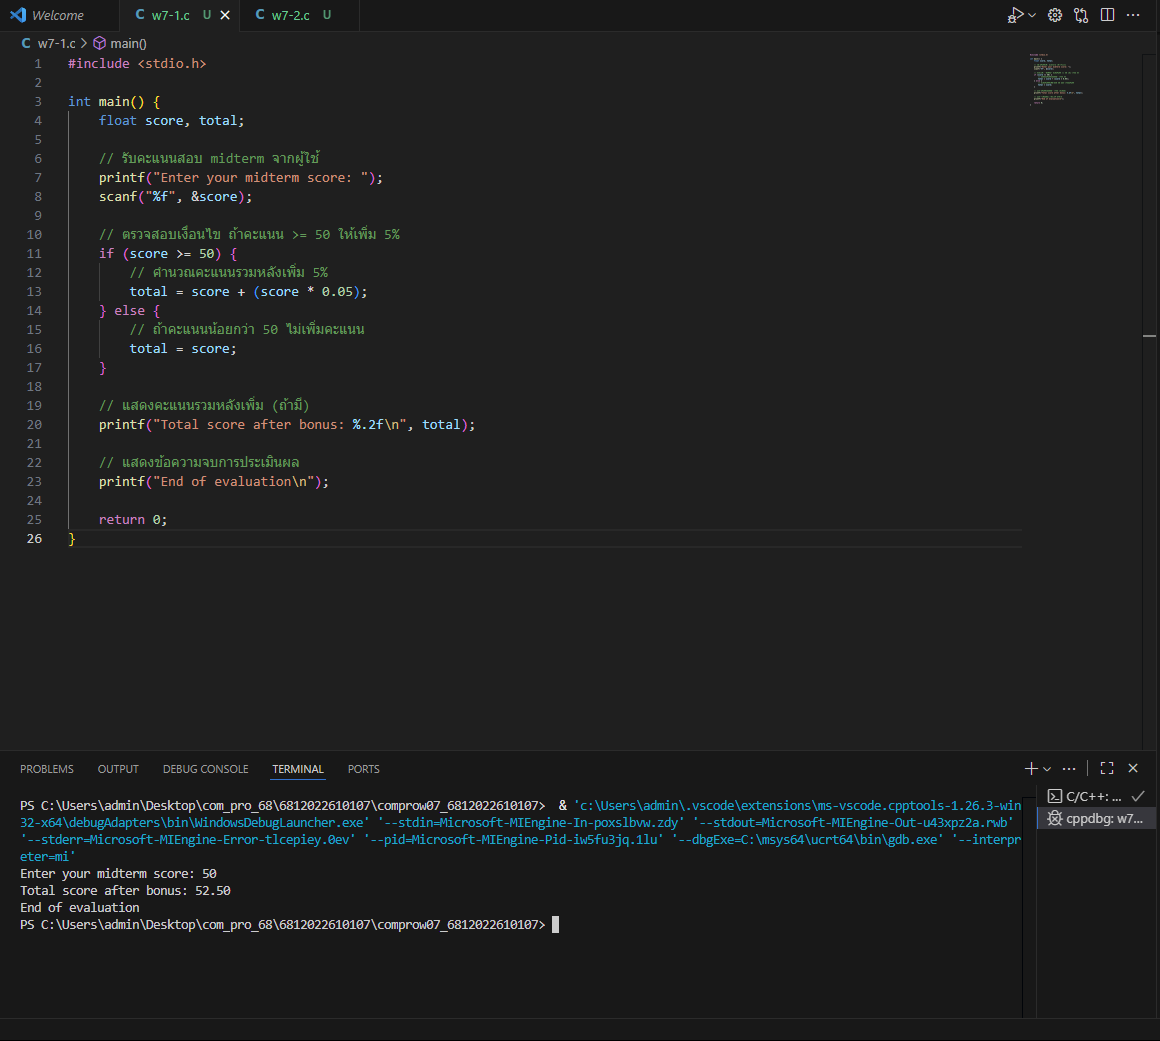 Welcome
C w7-1.c U
C w7-2.c U
C w7-1.c > main()
1 #include <stdio.h>
2
3 int main() {
4 float score, total;
5
6 // รับคะแนนสอบ midterm จากผู้ใช้
7 printf("Enter your midterm score: ");
8 scanf("%f", &score);
9
10 // ตรวจสอบเงื่อนไข ถ้าคะแนน >= 50 ให้เพิ่ม 5%
11 if (score >= 50) {
12 // คำนวณคะแนนรวมหลังเพิ่ม 5%
13 total = score + (score * 0.05);
14 } else {
15 // ถ้าคะแนนน้อยกว่า 50 ไม่เพิ่มคะแนน
16 total = score;
17 }
18
19 // แสดงคะแนนรวมหลังเพิ่ม (ถ้ามี)
20 printf("Total score after bonus: %.2f\n", total);
21
22 // แสดงข้อความจบการประเมินผล
23 printf("End of evaluation\n");
24
25 return 0;
26 }
PROBLEMS OUTPUT DEBUG CONSOLE TERMINAL PORTS
PS C:\Users\admin\Desktop\com_pro_68\6812022610107\comprow07_6812022610107> & 'c:\Users\admin\.vscode\extensions\ms-vscode.cpptools-1.26.3-win
32-x64\debugAdapters\bin\WindowsDebugLauncher.exe' '--stdin=Microsoft-MIEngine-In-poxslbvw.zdy' '--stdout=Microsoft-MIEngine-Out-u43xpz2a.rwb'
'--stderr=Microsoft-MIEngine-Error-tlcepiey.0ev' '--pid=Microsoft-MIEngine-Pid-iw5fu3jq.1lu' '--dbgExe=C:\msys64\ucrt64\bin\gdb.exe' '--interpr
eter=mi'
Enter your midterm score: 50
Total score after bonus: 52.50
End of evaluation
PS C:\Users\admin\Desktop\com_pro_68\6812022610107\comprow07_6812022610107>
C/C++: ...
cppdbg: w7...